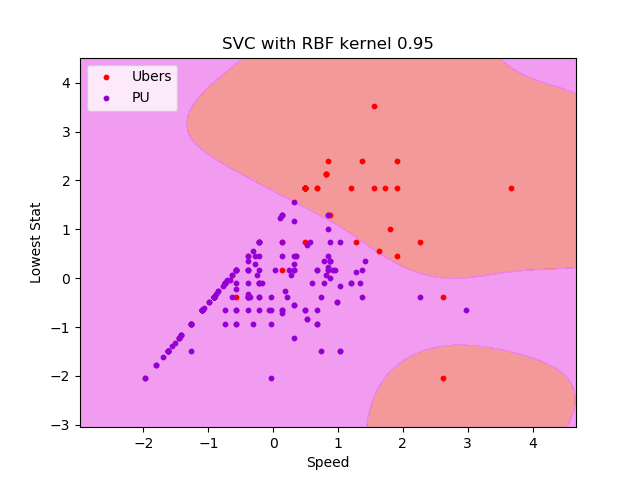 SVC with RBF kernel 0.95
Ubers
PU
4
3
2
1
0
−1
−2
−3
Lowest Stat
−2 −1 0 1 2 3 4
Speed